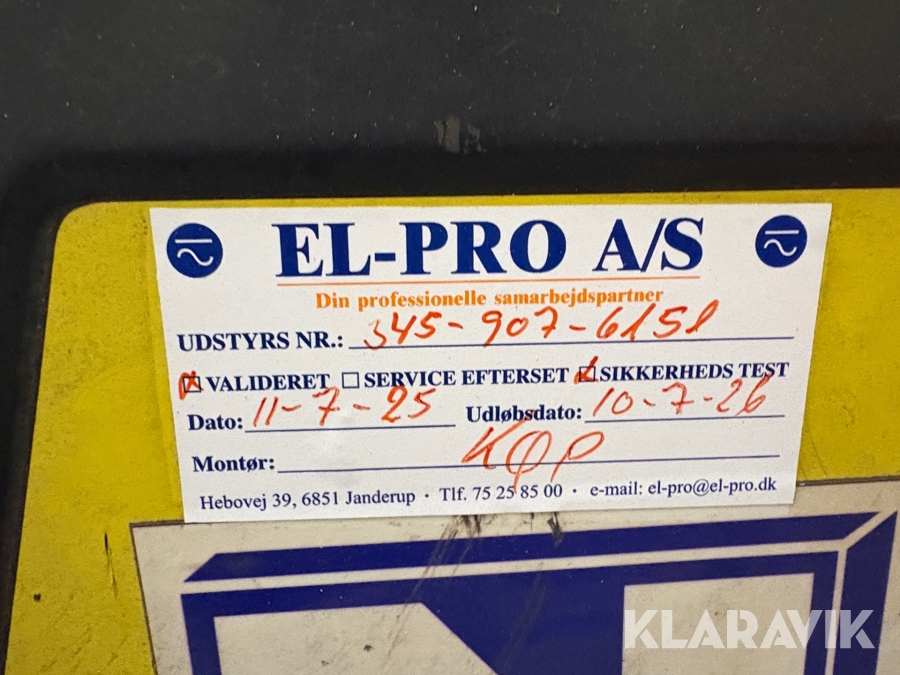 EL-PRO A/S
Din professionelle samarbejdspartner
UDSTYRS NR.: 345-907-6151
VALIDERET SERVICE EFTERSET SIKKERHEDS TEST
Dato: 11-7-25 Udløbsdato: 10-7-26
Montør: KØP
Hebovej 39, 6851 Janderup · Tlf. 75 25 85 00 · e-mail: el-pro@el-pro.dk
KLARAVIK